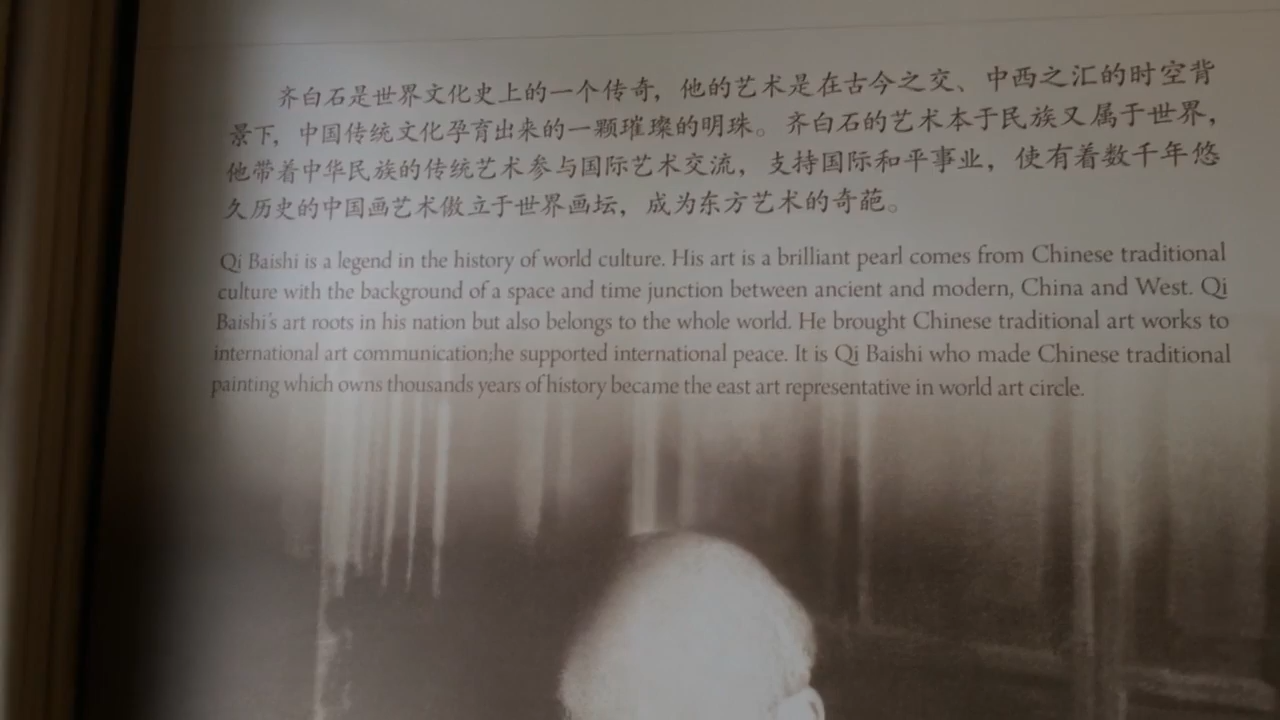 齐白石是世界文化史上的一个传奇，他的艺术是在古今之交、中西之汇的时空背
景下，中国传统文化孕育出来的一颗璀璨的明珠。齐白石的艺术本于民族又属于世界，
他带着中华民族的传统艺术参与国际艺术交流，支持国际和平事业，使有着数千年悠
久历史的中国画艺术傲立于世界画坛，成为东方艺术的奇葩。
Qi Baishi is a legend in the history of world culture. His art is a brilliant pearl comes from Chinese traditional
culture with the background of a space and time junction between ancient and modern, China and West. Qi
Baishi's art roots in his nation but also belongs to the whole world. He brought Chinese traditional art works to
international art communication;he supported international peace. It is Qi Baishi who made Chinese traditional
painting which owns thousands years of history became the east art representative in world art circle.